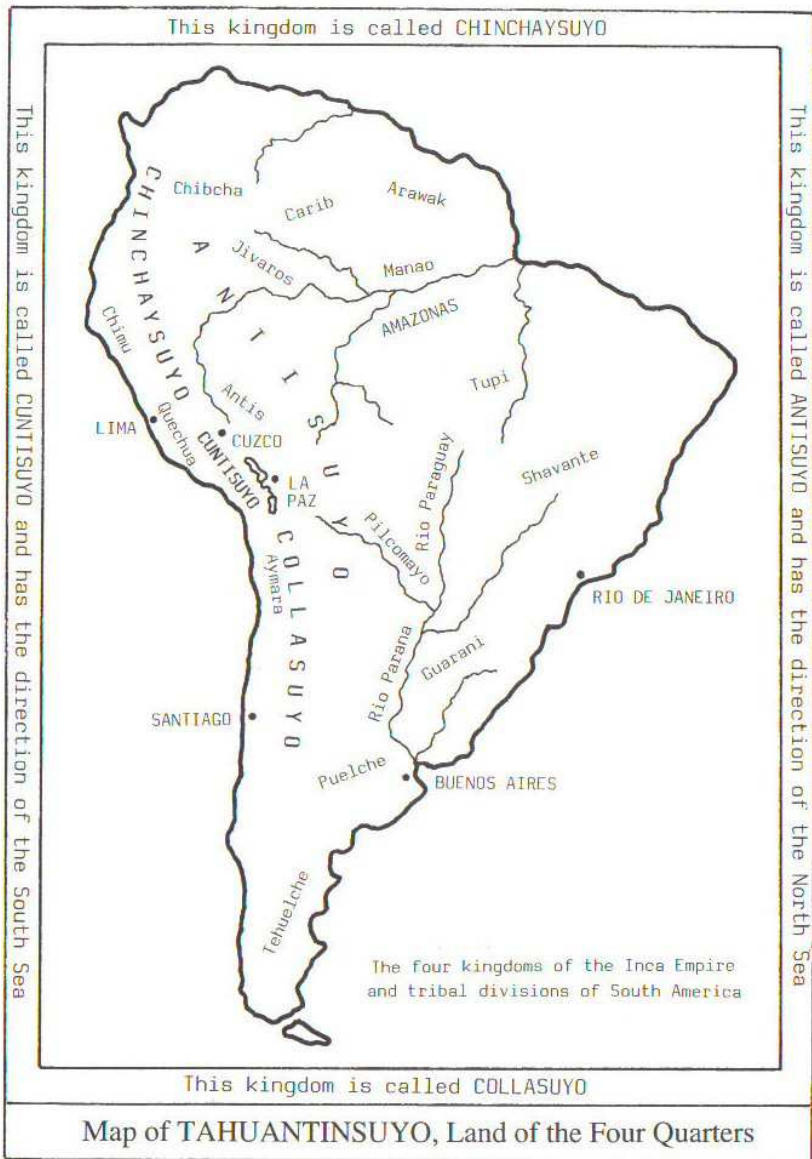 This kingdom is called CHINCHAYSUYO
This kingdom is called CUNTISUYO and has the direction of the South Sea
This kingdom is called ANTISUYO and has the direction of the North Sea
CHINCHAYSUYO
Chibcha
Carib
Arawak
ANTISUYO
Jivaros
Manao
Chimu
AMAZONAS
Tupi
Antis
LIMA
Quechua
CUZCO
CUNTISUYO
LA
PAZ
Rio Paraguay
Shavante
Pilcomayo
COLLASUYO
Aymara
RIO DE JANEIRO
Rio Parana
Guarani
SANTIAGO
Puelche
BUENOS AIRES
Tehuelche
The four kingdoms of the Inca Empire
and tribal divisions of South America
This kingdom is called COLLASUYO
Map of TAHUANTINSUYO, Land of the Four Quarters